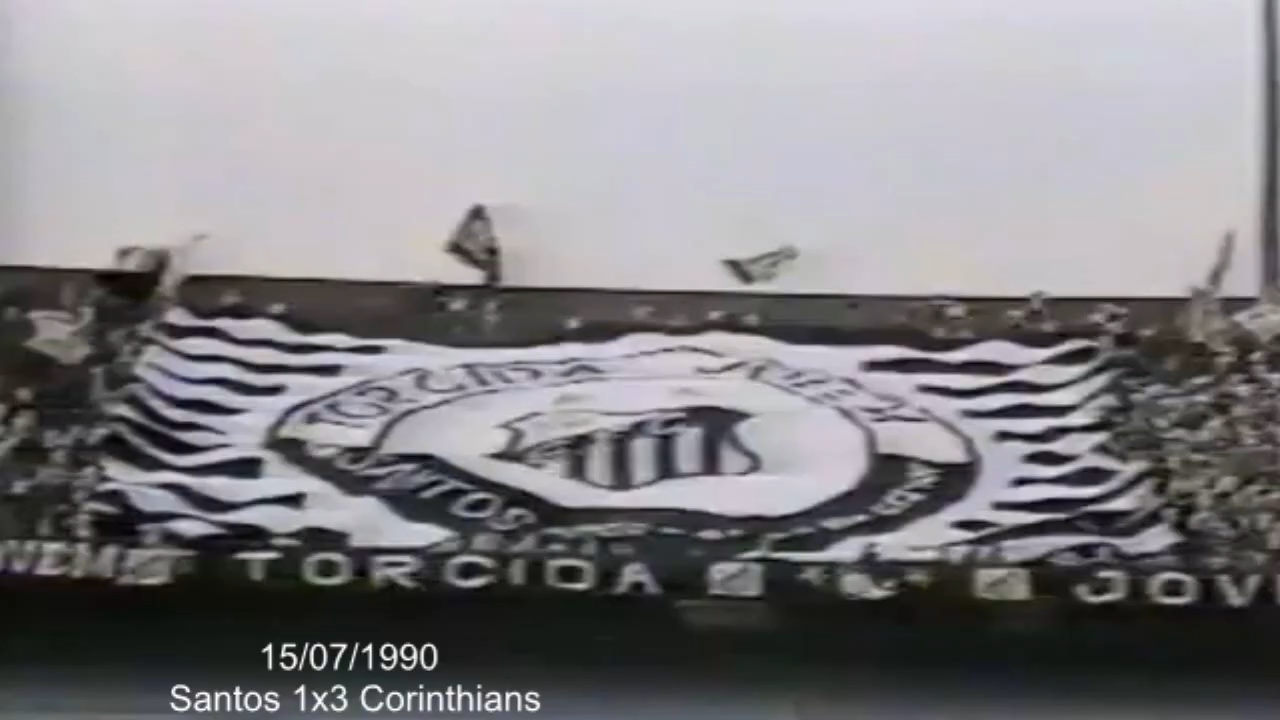 TORCIDA JOVEM
SANTOS
TORCIDA JOV
15/07/1990
Santos 1x3 Corinthians